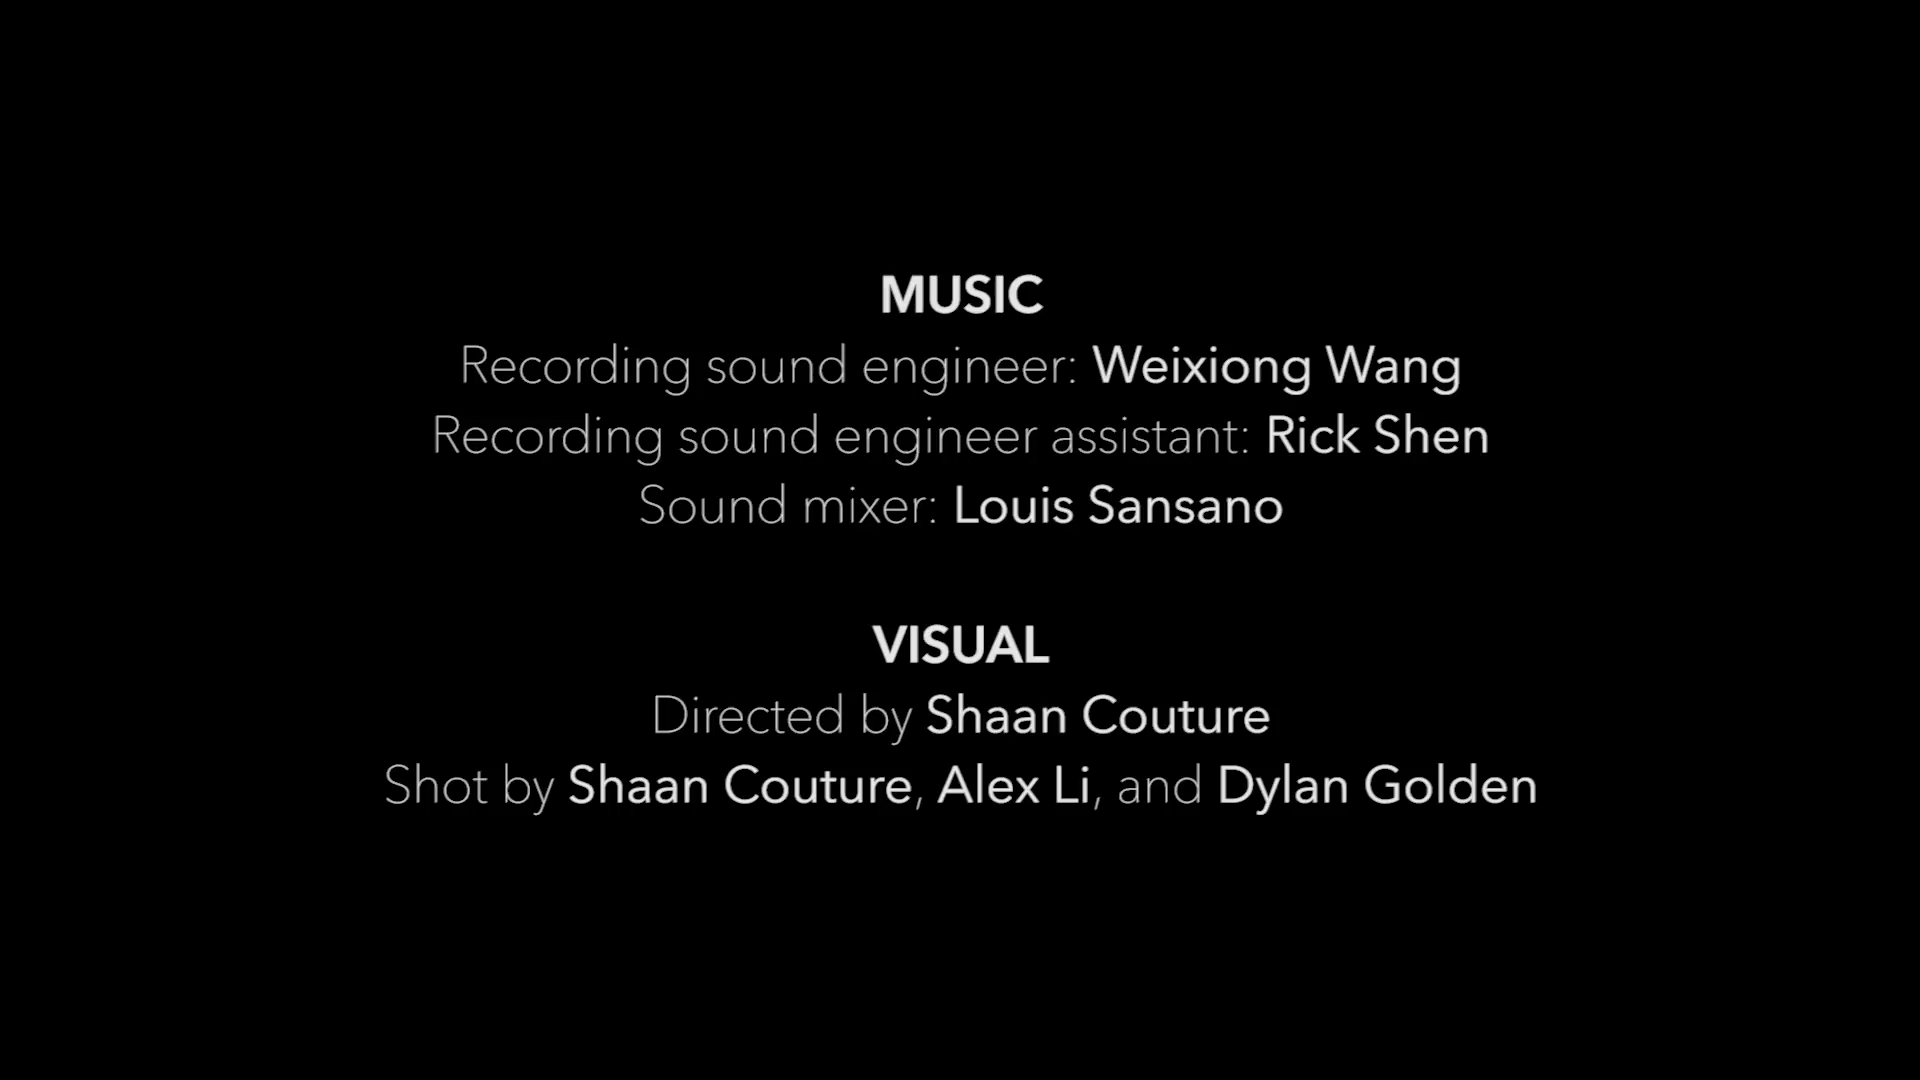 MUSIC
Recording sound engineer: Weixiong Wang
Recording sound engineer assistant: Rick Shen
Sound mixer: Louis Sansano
VISUAL
Directed by Shaan Couture
Shot by Shaan Couture, Alex Li, and Dylan Golden